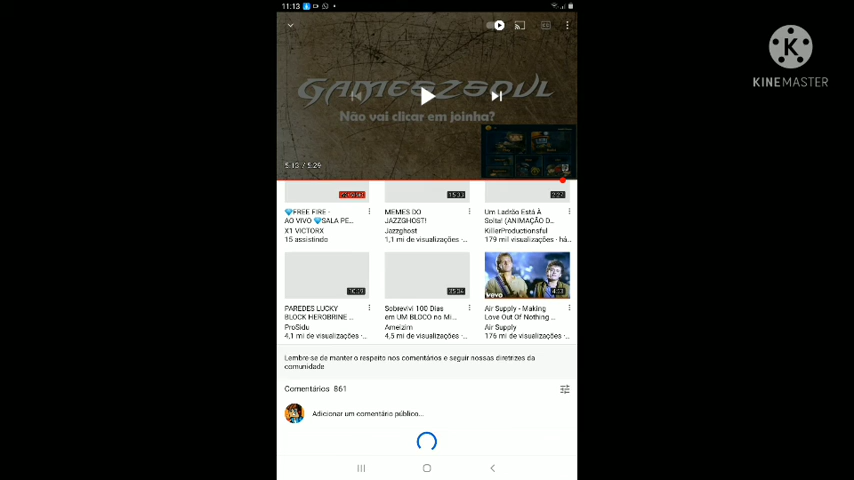 11:13
GAMES2SOUL
Não vai clicar em joinha?
KINEMASTER
5:13 / 5:29
15:33
2:27
💎FREE FIRE -
AO VIVO 💎SALA PE...
X1 VICTORX
15 assistindo
MEMES DO
JAZZGHOST!
Jazzghost
1,1 mi de visualizações ·...
Um Ladrão Está À
Solta! (ANIMAÇÃO D...
KillerProductionsful
179 mil visualizações · há...
vevo
4:53
PAREDES LUCKY
BLOCK HEROBRINE ...
ProSidu
4,1 mi de visualizações ·...
Sobrevivi 100 Dias
em UM BLOCO no Mi...
Ameizim
4,5 mi de visualizações ·...
Air Supply - Making
Love Out Of Nothing ...
Air Supply
176 mi de visualizações ·...
Lembre-se de manter o respeito nos comentários e seguir nossas diretrizes da
comunidade
Comentários 861
Adicionar um comentário público...